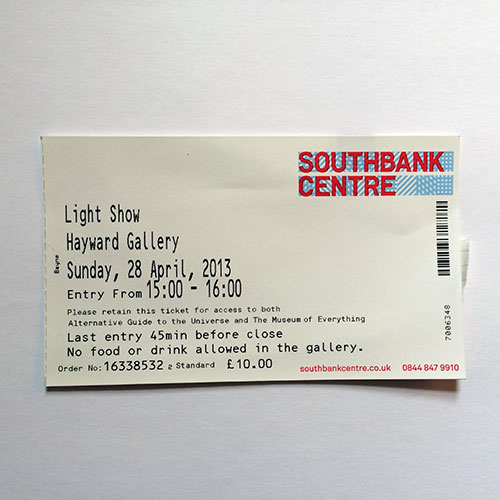 SOUTHBANK
CENTRE
Light Show
Hayward Gallery
Sunday, 28 April, 2013
Entry From 15:00 - 16:00
Please retain this ticket for access to both
Alternative Guide to the Universe and The Museum of Everything
Last entry 45min before close
No food or drink allowed in the gallery.
Order No: 16338532 2 Standard £10.00
southbankcentre.co.uk 0844 847 9910
7006348